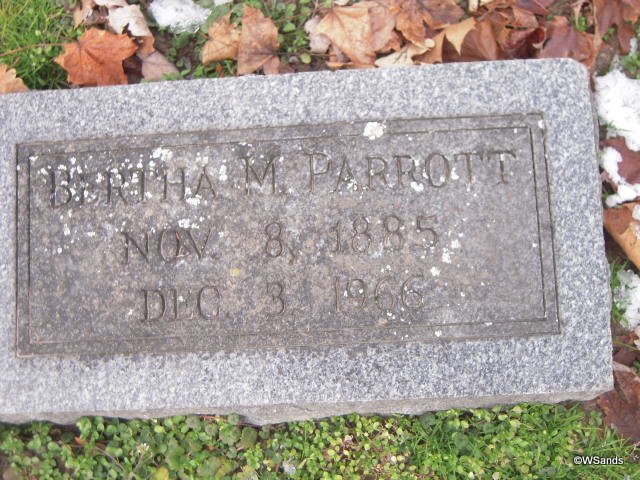 BERTHA M. PARROTT
NOV. 8, 1885
DEC. 3, 1966
©WSands